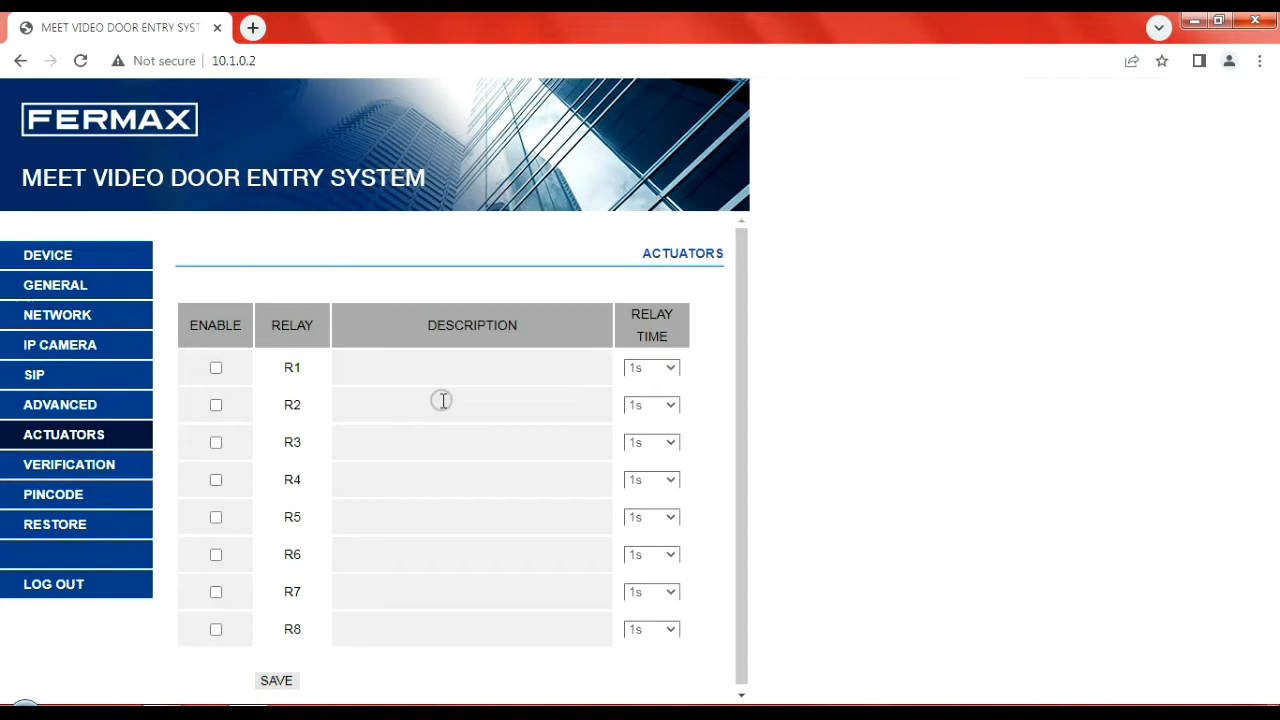 MEET VIDEO DOOR ENTRY SYST
Not secure 10.1.0.2
FERMAX
MEET VIDEO DOOR ENTRY SYSTEM
DEVICE
GENERAL
NETWORK
IP CAMERA
SIP
ADVANCED
ACTUATORS
VERIFICATION
PINCODE
RESTORE
LOG OUT
ACTUATORS
ENABLE RELAY DESCRIPTION RELAY TIME
R1 1s
R2 1s
R3 1s
R4 1s
R5 1s
R6 1s
R7 1s
R8 1s
SAVE